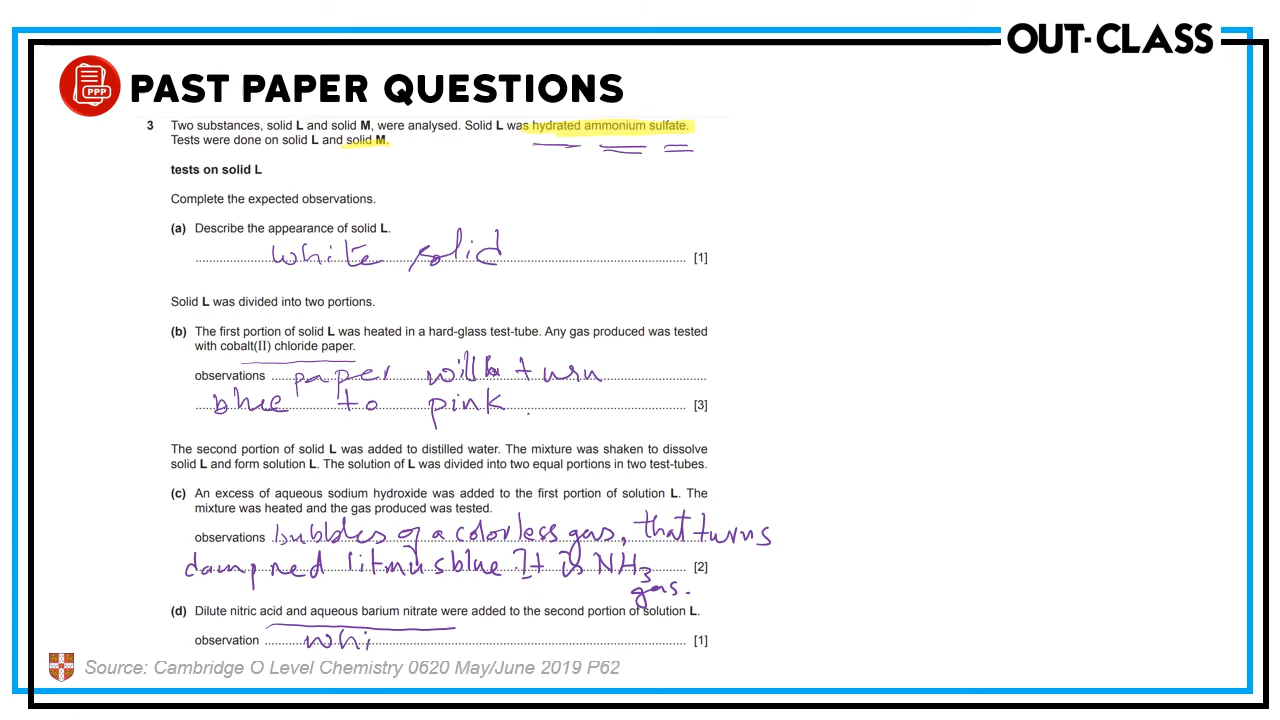 OUT-CLASS
PPP
PAST PAPER QUESTIONS
3 Two substances, solid L and solid M, were analysed. Solid L was hydrated ammonium sulfate.
Tests were done on solid L and solid M.
tests on solid L
Complete the expected observations.
(a) Describe the appearance of solid L.
white solid [1]
Solid L was divided into two portions.
(b) The first portion of solid L was heated in a hard-glass test-tube. Any gas produced was tested
with cobalt(II) chloride paper.
observations paper will turn
blue to pink. [3]
The second portion of solid L was added to distilled water. The mixture was shaken to dissolve
solid L and form solution L. The solution of L was divided into two equal portions in two test-tubes.
(c) An excess of aqueous sodium hydroxide was added to the first portion of solution L. The
mixture was heated and the gas produced was tested.
observations bubbles of a colorless gas, that turns
damp red litmus blue. It is NH3 [2]
gas.
(d) Dilute nitric acid and aqueous barium nitrate were added to the second portion of solution L.
observation whi [1]
Source: Cambridge O Level Chemistry 0620 May/June 2019 P62